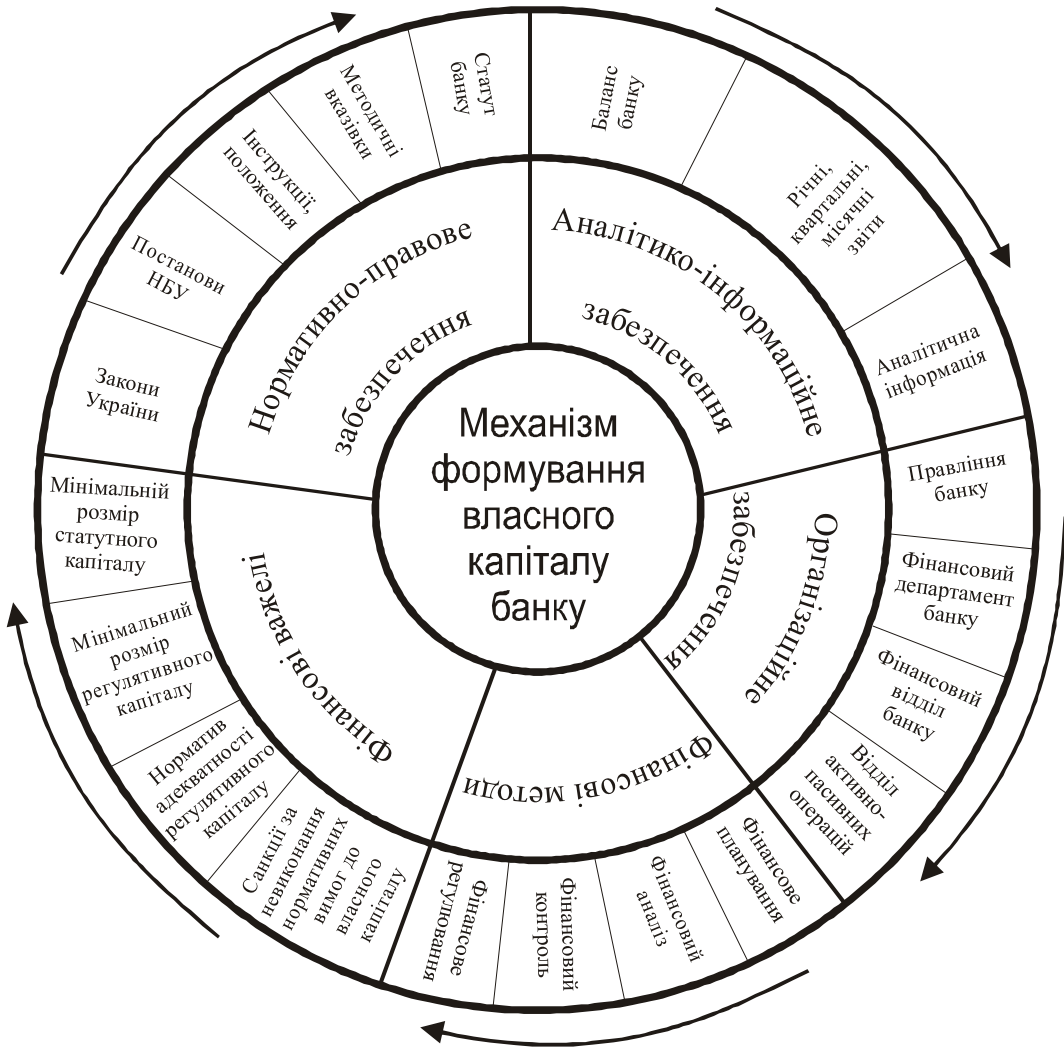 Механізм
формування
власного
капіталу
банку
Нормативно-правове
забезпечення
Аналітико-інформаційне
забезпечення
Організаційне
забезпечення
Фінансові методи
Фінансові важелі
Закони
України
Постанови
НБУ
Інструкції,
положення
Методичні
вказівки
Статут
банку
Баланс
банку
Річні,
квартальні,
місячні
звіти
Аналітична
інформація
Правління
банку
Фінансовий
департамент
банку
Фінансовий
відділ
банку
Відділ
активно-
пасивних
операцій
Фінансове
планування
Фінансовий
аналіз
Фінансовий
контроль
Фінансове
регулювання
Санкції за
невиконання
нормативних
вимог до
власного
капіталу
Норматив
адекватності
регулятивного
капіталу
Мінімальний
розмір
регулятивного
капіталу
Мінімальній
розмір
статутного
капіталу